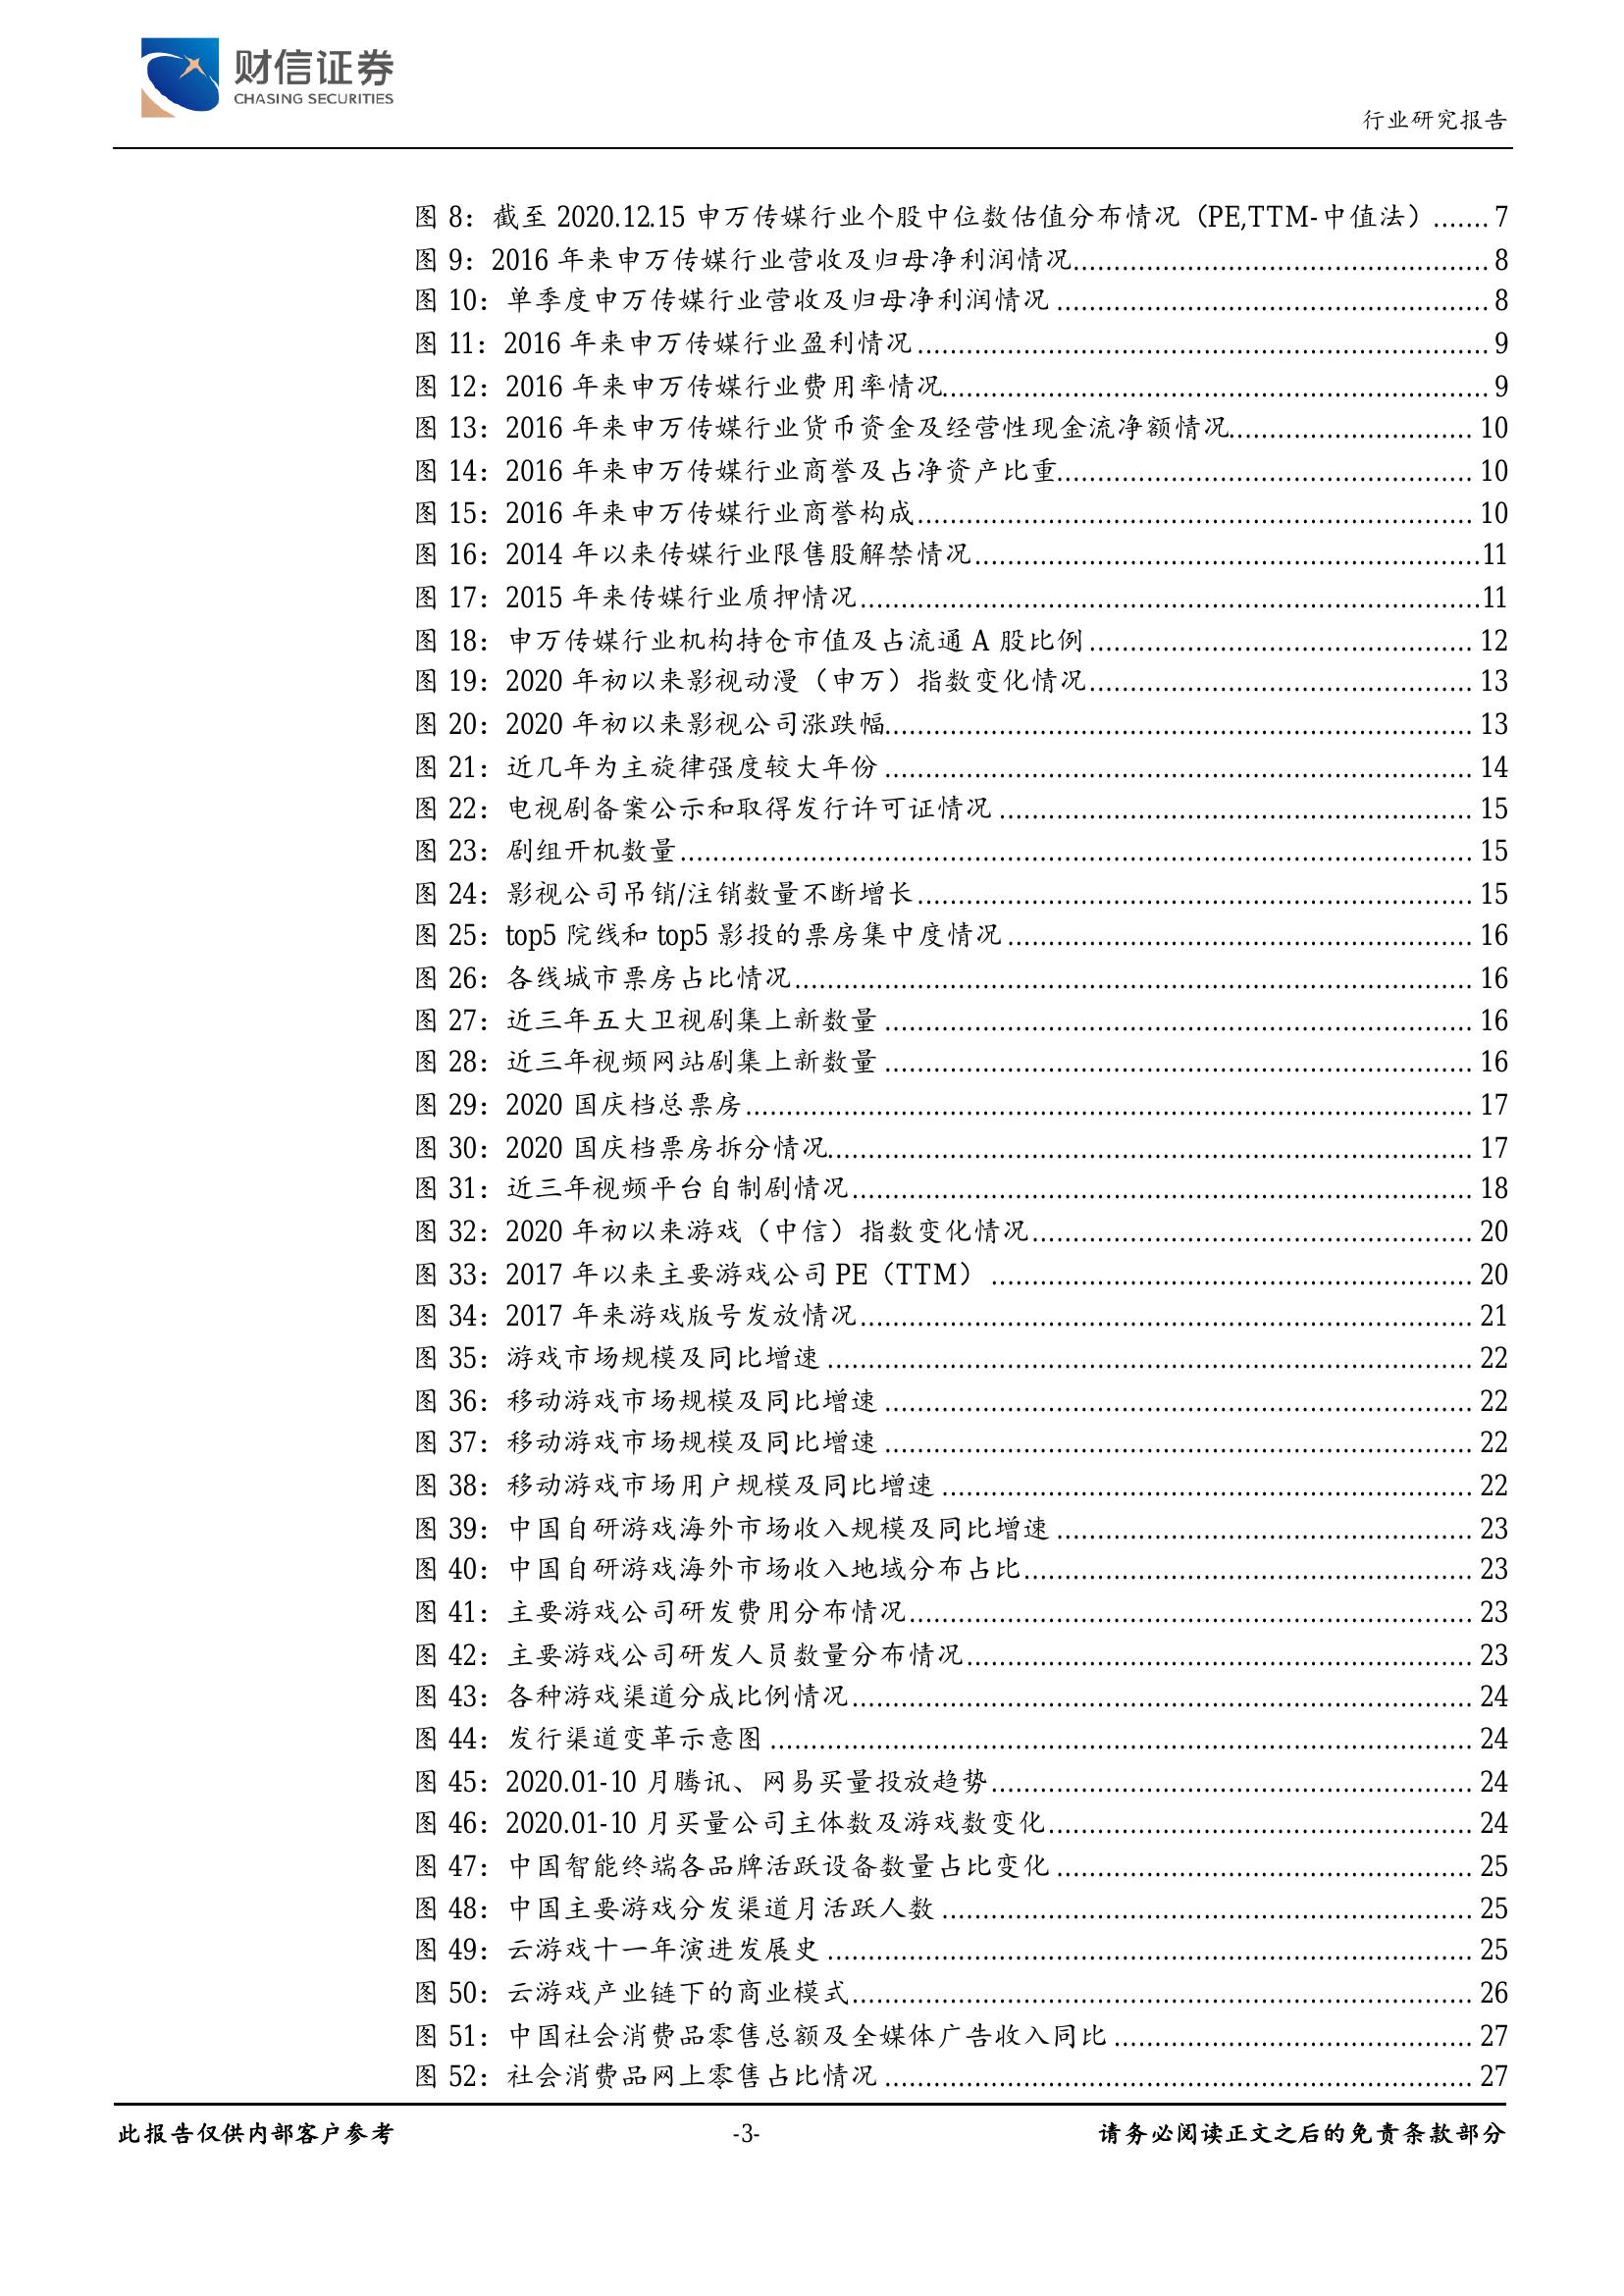 财信证券
CHASING SECURITIES
行业研究报告
图 8：截至 2020.12.15 申万传媒行业个股中位数估值分布情况（PE,TTM-中值法）.......7
图 9：2016 年来申万传媒行业营收及归母净利润情况..................................................8
图 10：单季度申万传媒行业营收及归母净利润情况....................................................8
图 11：2016 年来申万传媒行业盈利情况......................................................................9
图 12：2016 年来申万传媒行业费用率情况..................................................................9
图 13：2016 年来申万传媒行业货币资金及经营性现金流净额情况..............................10
图 14：2016 年来申万传媒行业商誉及占净资产比重..................................................10
图 15：2016 年来申万传媒行业商誉构成....................................................................10
图 16：2014 年以来传媒行业限售股解禁情况..............................................................11
图 17：2015 年来传媒行业质押情况............................................................................11
图 18：申万传媒行业机构持仓市值及占流通 A 股比例...............................................12
图 19：2020 年初以来影视动漫（申万）指数变化情况...............................................13
图 20：2020 年初以来影视公司涨跌幅........................................................................13
图 21：近几年为主旋律强度较大年份........................................................................14
图 22：电视剧备案公示和取得发行许可证情况..........................................................15
图 23：剧组开机数量..................................................................................................15
图 24：影视公司吊销/注销数量不断增长....................................................................15
图 25：top5 院线和 top5 影投的票房集中度情况.........................................................16
图 26：各线城市票房占比情况...................................................................................16
图 27：近三年五大卫视剧集上新数量........................................................................16
图 28：近三年视频网站剧集上新数量........................................................................16
图 29：2020 国庆档总票房.........................................................................................17
图 30：2020 国庆档票房拆分情况...............................................................................17
图 31：近三年视频平台自制剧情况............................................................................18
图 32：2020 年初以来游戏（中信）指数变化情况......................................................20
图 33：2017 年以来主要游戏公司 PE（TTM）...........................................................20
图 34：2017 年来游戏版号发放情况...........................................................................21
图 35：游戏市场规模及同比增速...............................................................................22
图 36：移动游戏市场规模及同比增速........................................................................22
图 37：移动游戏市场规模及同比增速........................................................................22
图 38：移动游戏市场用户规模及同比增速.................................................................22
图 39：中国自研游戏海外市场收入规模及同比增速...................................................23
图 40：中国自研游戏海外市场收入地域分布占比.......................................................23
图 41：主要游戏公司研发费用分布情况.....................................................................23
图 42：主要游戏公司研发人员数量分布情况..............................................................23
图 43：各种游戏渠道分成比例情况............................................................................24
图 44：发行渠道变革示意图......................................................................................24
图 45：2020.01-10 月腾讯、网易买量投放趋势...........................................................24
图 46：2020.01-10 月买量公司主体数及游戏数变化....................................................24
图 47：中国智能终端各品牌活跃设备数量占比变化...................................................25
图 48：中国主要游戏分发渠道月活跃人数.................................................................25
图 49：云游戏十一年演进发展史...............................................................................25
图 50：云游戏产业链下的商业模式............................................................................26
图 51：中国社会消费品零售总额及全媒体广告收入同比............................................27
图 52：社会消费品网上零售占比情况........................................................................27
此报告仅供内部客户参考
-3-
请务必阅读正文之后的免责条款部分